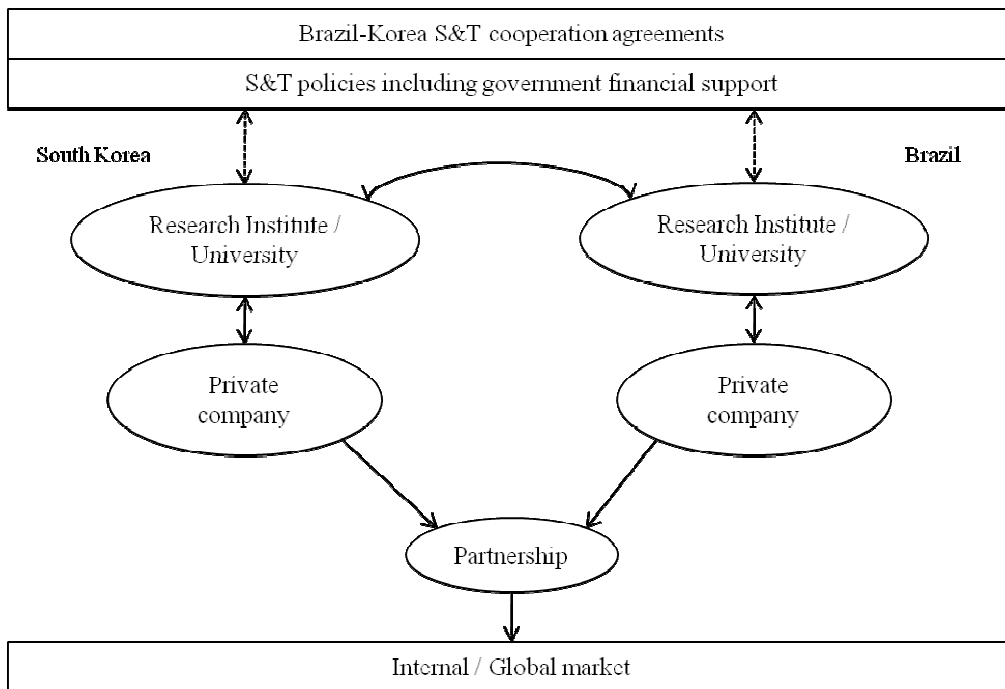 Brazil-Korea S&T cooperation agreements
S&T policies including government financial support
South Korea
Brazil
Research Institute /
University
Research Institute /
University
Private
company
Private
company
Partnership
Internal / Global market